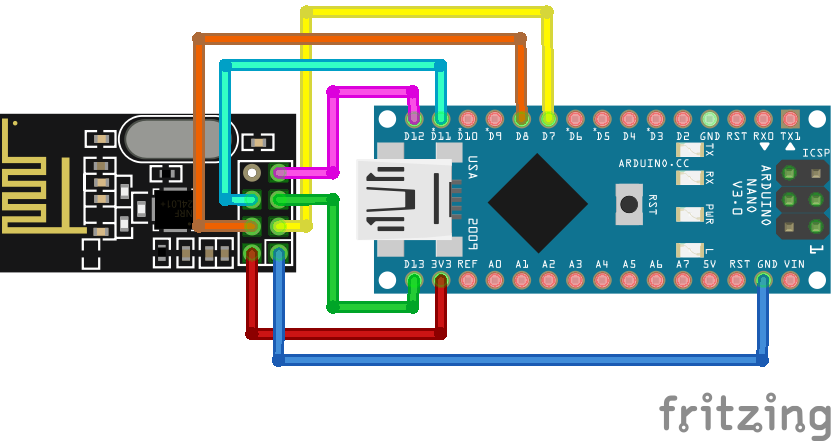 D12 D11 D10 D9 D8 D7 D6 D5 D4 D3 D2 GND RST RX0 TX1
TX
RX
PWR
L
ARDUINO.CC
RST
ICSP
ARDUINO
NANO
V3.0
1
USA
2009
NRF
24L01+
D13 3V3 REF A0 A1 A2 A3 A4 A5 A6 A7 5V RST GND VIN
fritzing